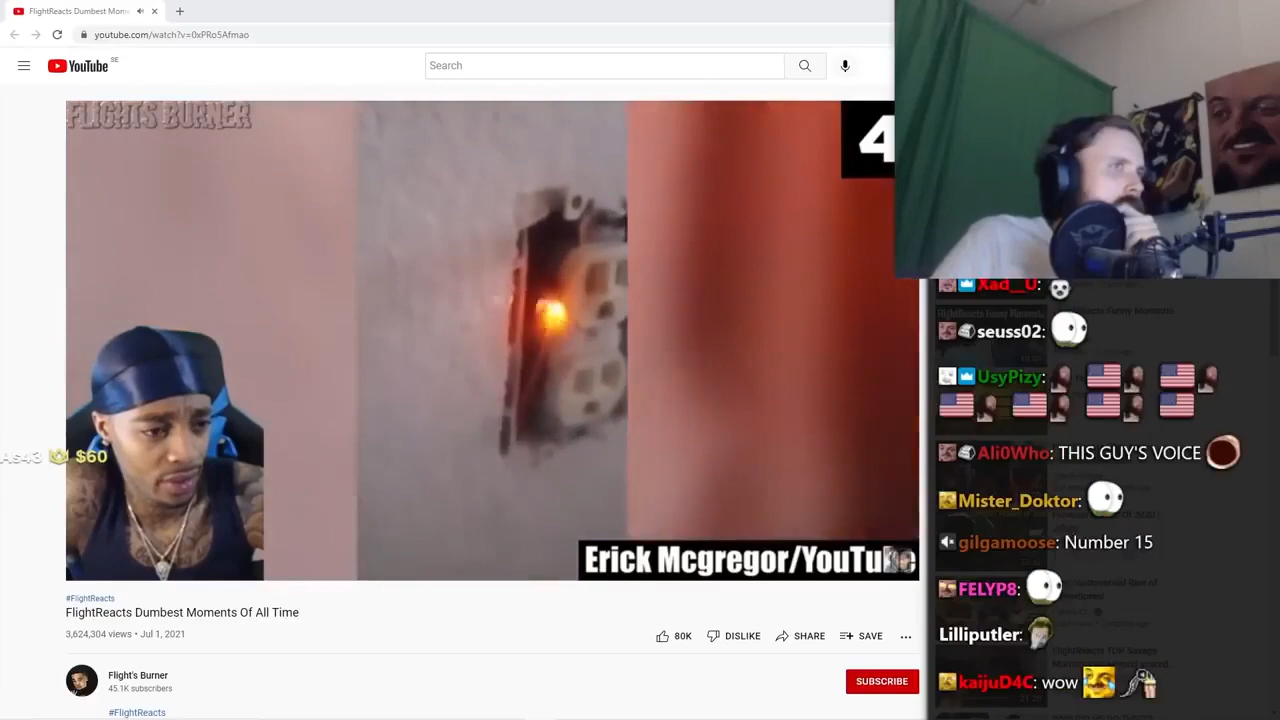 FlightReacts Dumbest Mom
youtube.com/watch?v=0xPRo5Afmao
YouTube SE
Search
FLIGHTS BURNER
4
As43 $60
Erick Mcgregor/YouTube
#FlightReacts
FlightReacts Dumbest Moments Of All Time
3,624,304 views • Jul 1, 2021
80K DISLIKE SHARE SAVE
Flight's Burner
45.1K subscribers
SUBSCRIBE
#FlightReacts
Xad__U:
seuss02:
UsyPizy:
Ali0Who: THIS GUY'S VOICE
Mister_Doktor:
gilgamoose: Number 15
FELYP8:
Lilliputler:
kaijuD4C: wow